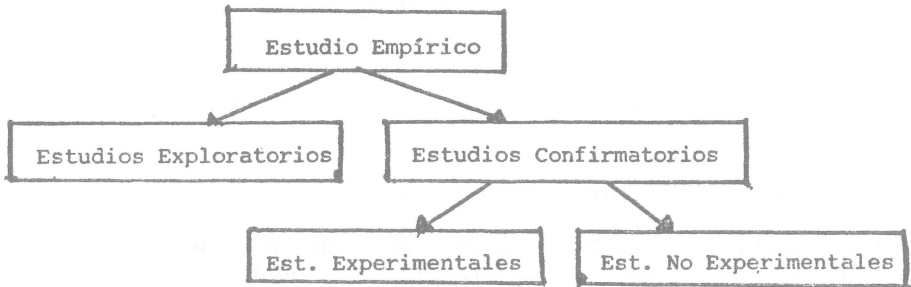 Estudio Empírico
Estudios Exploratorios
Estudios Confirmatorios
Est. Experimentales
Est. No Experimentales